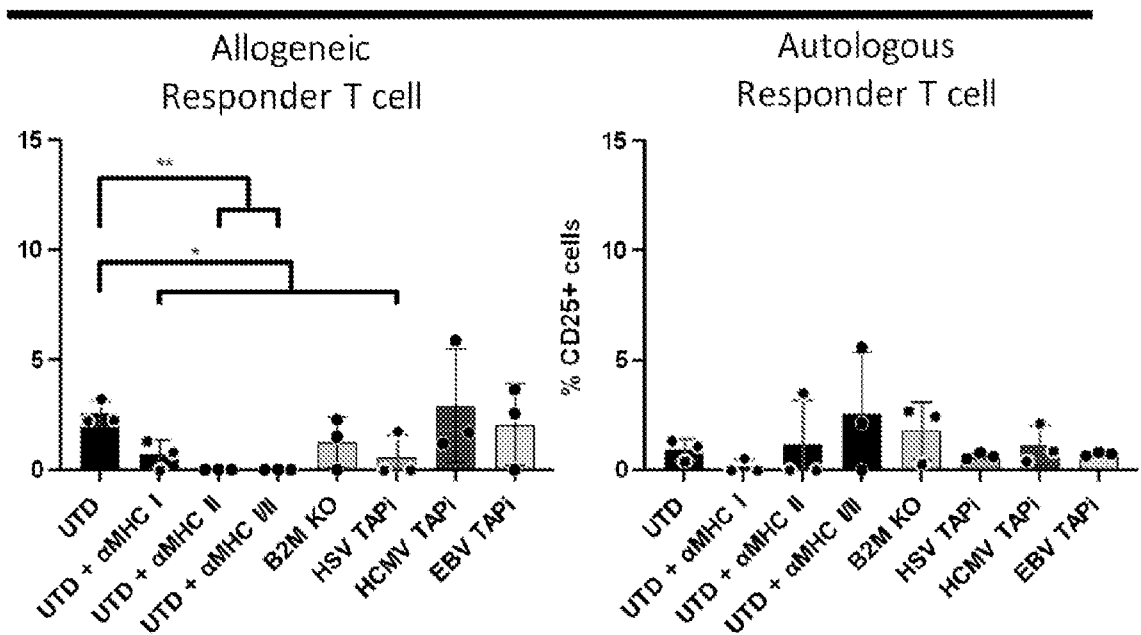 Allogeneic
Responder T cell
15
10
5
0
**
*
UTD
UTD + αMHC I
UTD + αMHC II
UTD + αMHC I/II
B2M KO
HSV TAPi
HCMV TAPi
EBV TAPi
Autologous
Responder T cell
% CD25+ cells
15
10
5
0
UTD
UTD + αMHC I
UTD + αMHC II
UTD + αMHC I/II
B2M KO
HSV TAPi
HCMV TAPi
EBV TAPi